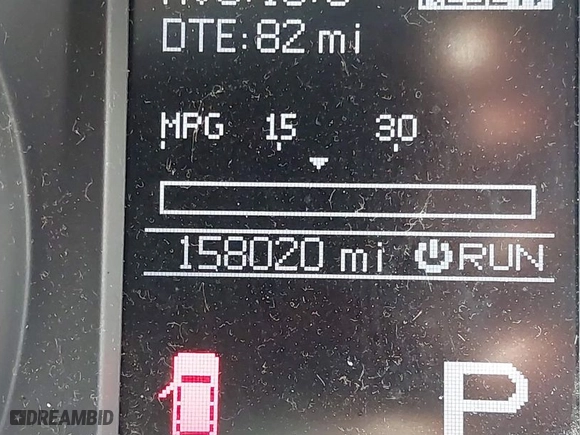 DTE:82 mi
MPG 15 30
158020 mi RUN
P
DREAMBID